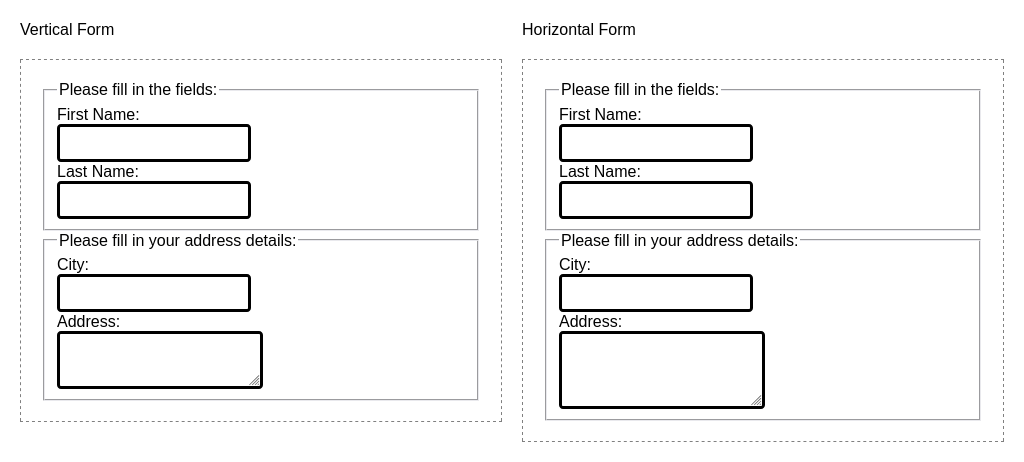 Vertical Form
Please fill in the fields:
First Name:
Last Name:
Please fill in your address details:
City:
Address:
Horizontal Form
Please fill in the fields:
First Name:
Last Name:
Please fill in your address details:
City:
Address: